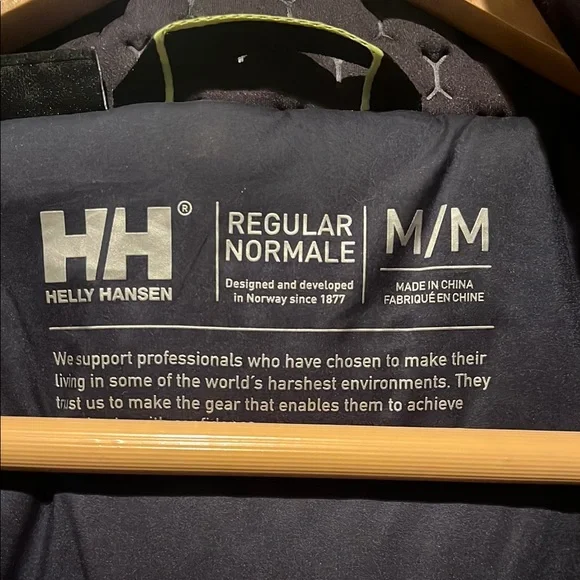 HH®
HELLY HANSEN
REGULAR
NORMALE
Designed and developed
in Norway since 1877
M/M
MADE IN CHINA
FABRIQUÉ EN CHINE
We support professionals who have chosen to make their
living in some of the world´s harshest environments. They
trust us to make the gear that enables them to achieve